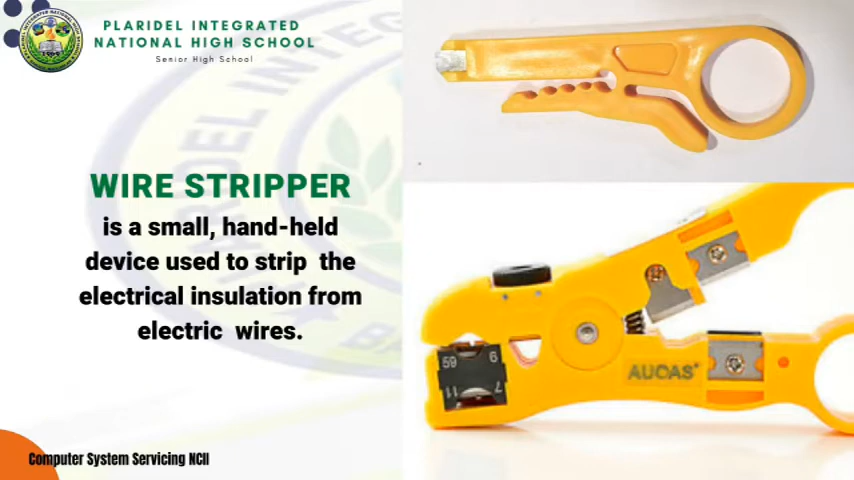 PLARIDEL INTEGRATED
NATIONAL HIGH SCHOOL
Senior High School
WIRE STRIPPER
is a small, hand-held
device used to strip the
electrical insulation from
electric wires.
59 6
11 7
AUCAS
Computer System Servicing NCII